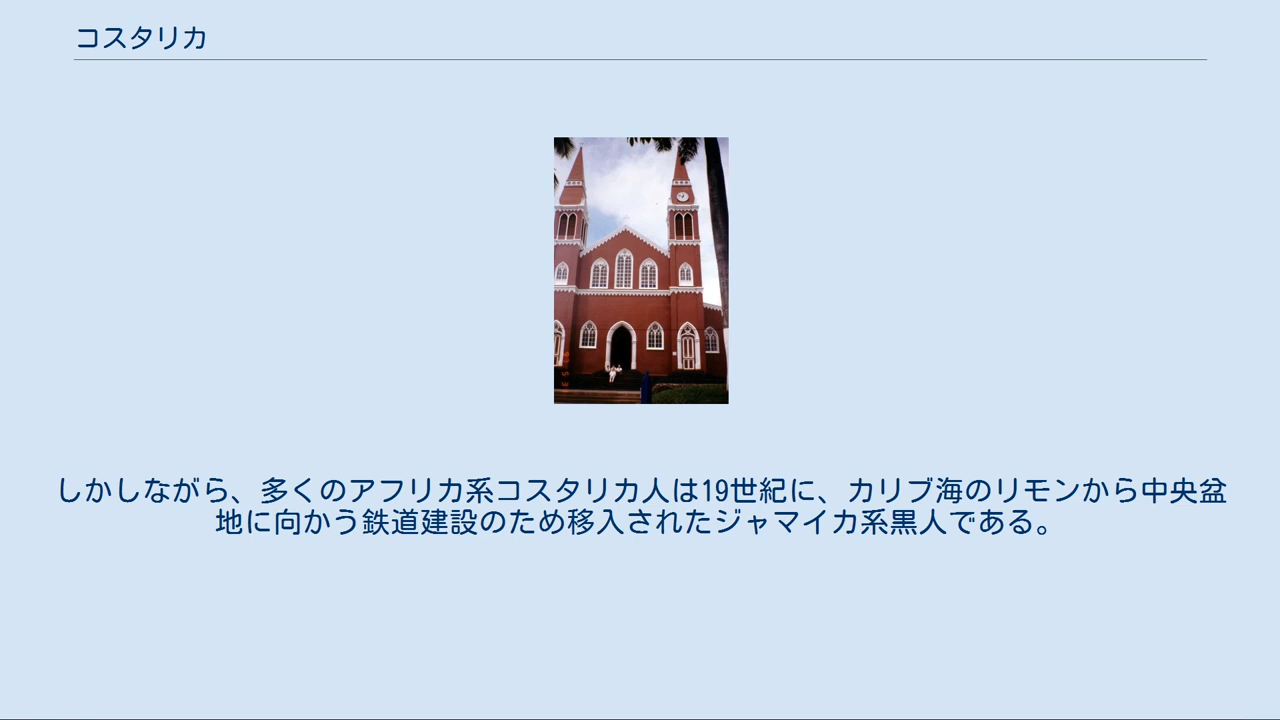 コスタリカ
しかしながら、多くのアフリカ系コスタリカ人は19世紀に、カリブ海のリモンから中央盆
地に向かう鉄道建設のため移入されたジャマイカ系黒人である。